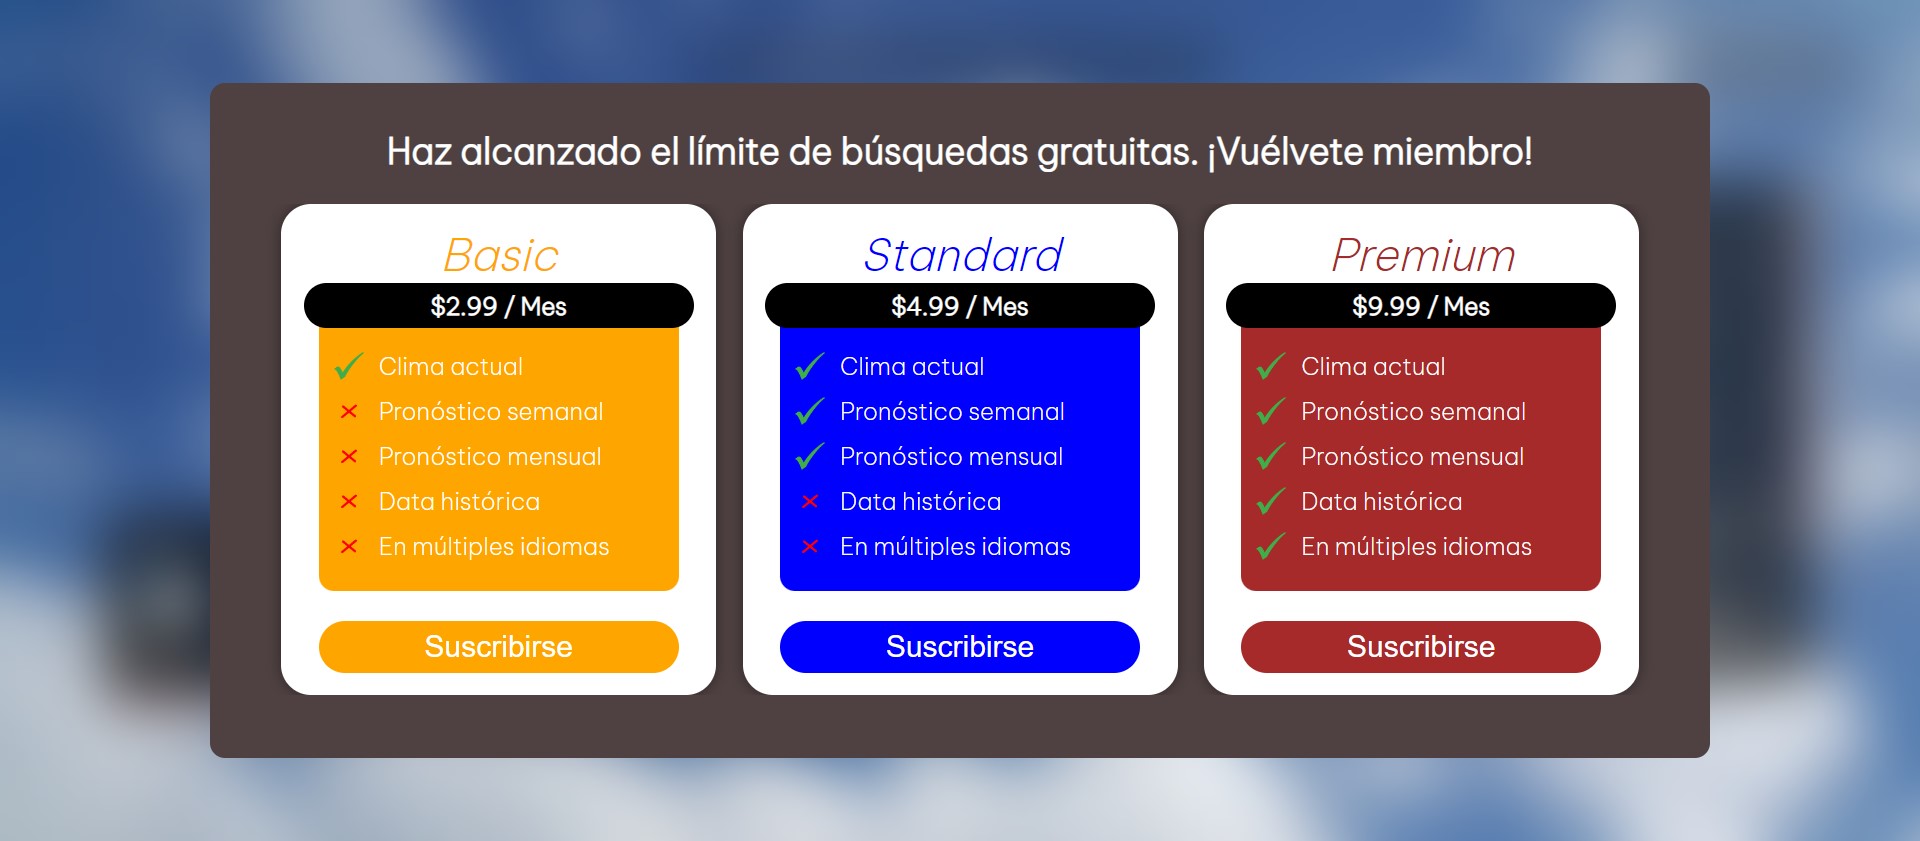 Haz alcanzado el límite de búsquedas gratuitas. ¡Vuélvete miembro!
Basic
$2.99 / Mes
Clima actual
Pronóstico semanal
Pronóstico mensual
Data histórica
En múltiples idiomas
Suscribirse
Standard
$4.99 / Mes
Clima actual
Pronóstico semanal
Pronóstico mensual
Data histórica
En múltiples idiomas
Suscribirse
Premium
$9.99 / Mes
Clima actual
Pronóstico semanal
Pronóstico mensual
Data histórica
En múltiples idiomas
Suscribirse